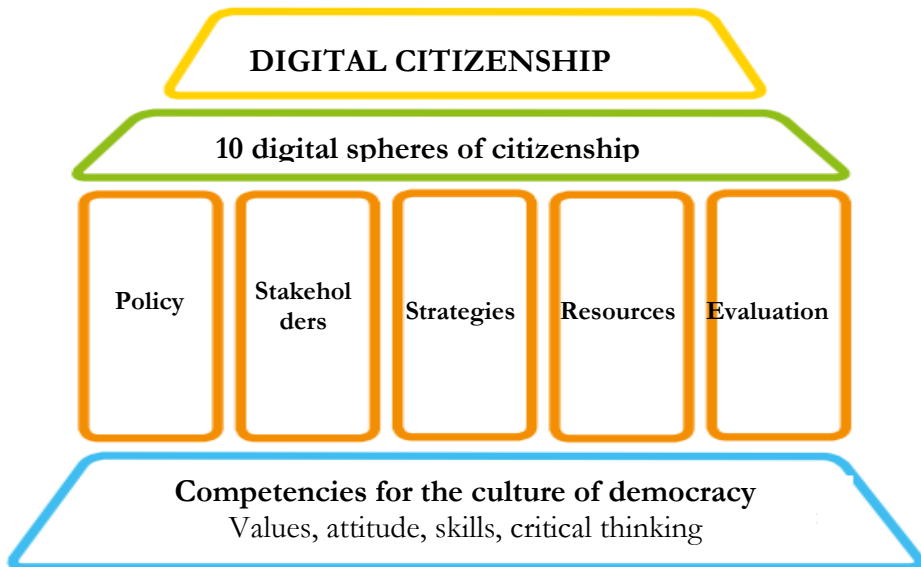 DIGITAL CITIZENSHIP
10 digital spheres of citizenship
Policy
Stakehol
ders
Strategies
Resources
Evaluation
Competencies for the culture of democracy
Values, attitude, skills, critical thinking